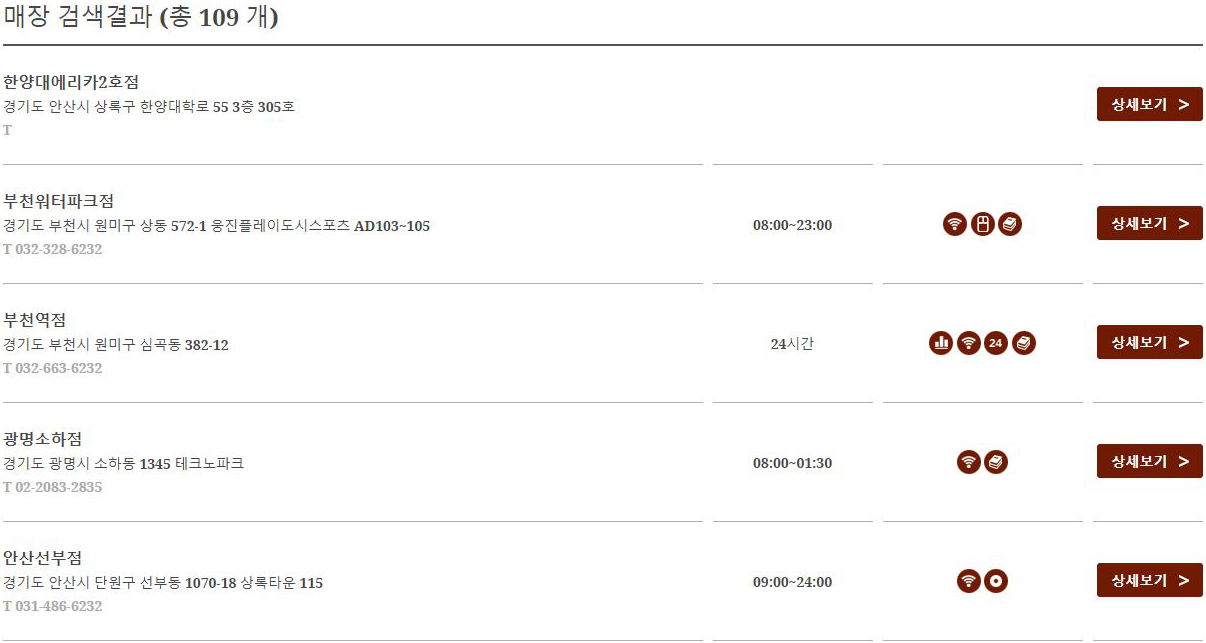 매장 검색결과 (총 109 개)
한양대에리카2호점
경기도 안산시 상록구 한양대학로 55 3층 305호
T
상세보기 >
부천워터파크점
경기도 부천시 원미구 상동 572-1 웅진플레이도시스포츠 AD103~105
T 032-328-6232
08:00~23:00
상세보기 >
부천역점
경기도 부천시 원미구 심곡동 382-12
T 032-663-6232
24시간
24
상세보기 >
광명소하점
경기도 광명시 소하동 1345 테크노파크
T 02-2083-2835
08:00~01:30
상세보기 >
안산선부점
경기도 안산시 단원구 선부동 1070-18 상록타운 115
T 031-486-6232
09:00~24:00
상세보기 >